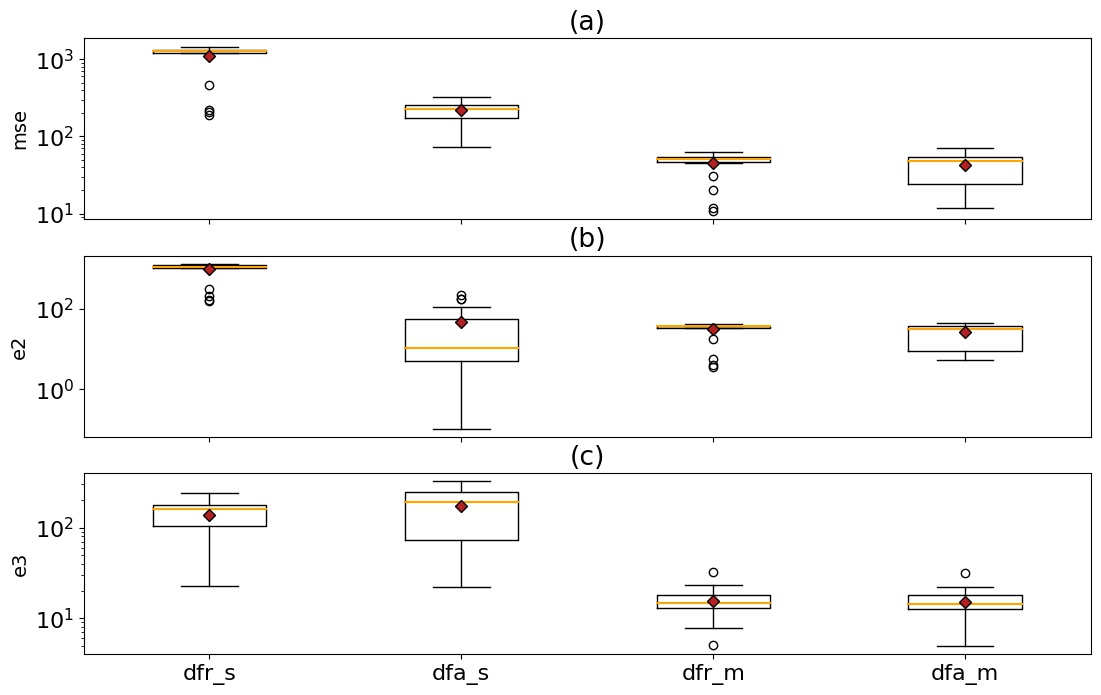 (a)
mse
10³
10²
10¹
(b)
e2
10²
10⁰
(c)
e3
10²
10¹
dfr_s dfa_s dfr_m dfa_m